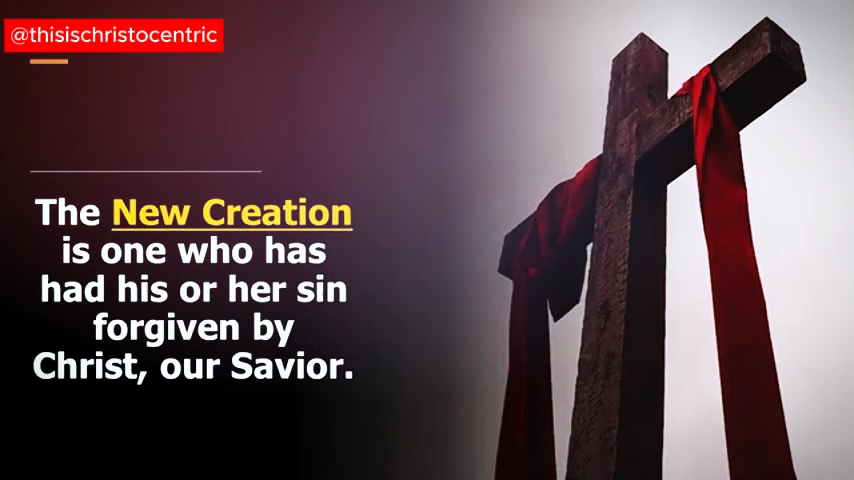 @thisischristocentric
The New Creation
is one who has
had his or her sin
forgiven by
Christ, our Savior.